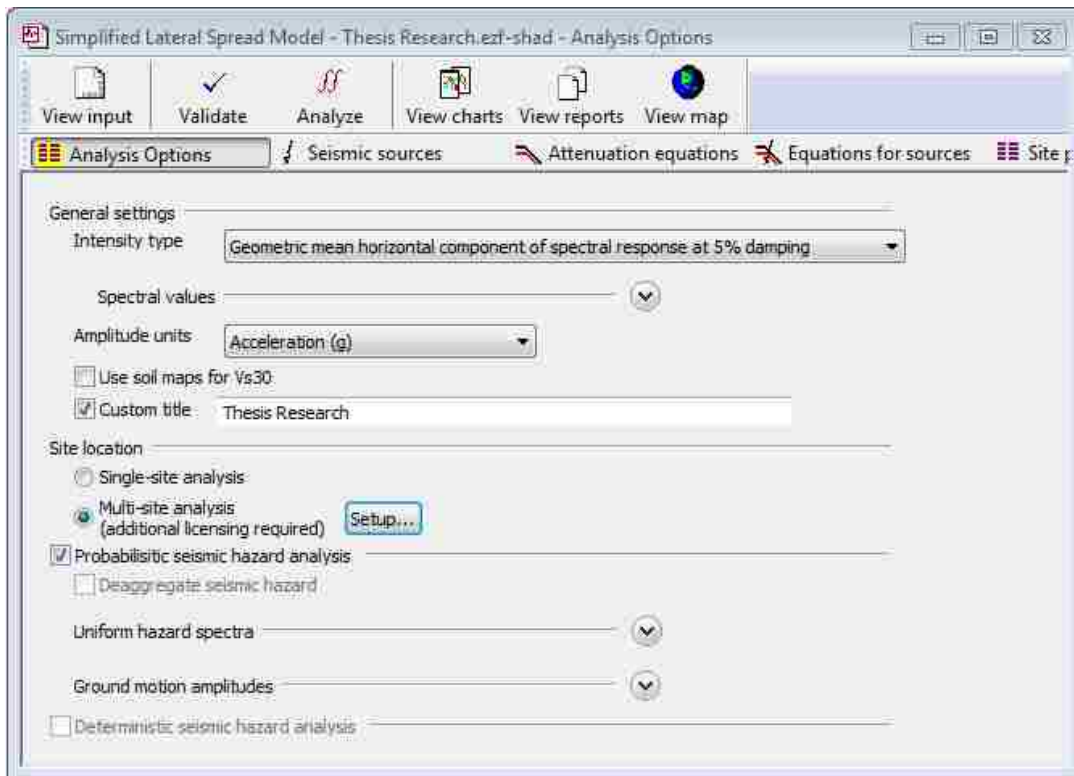 Simplified Lateral Spread Model - Thesis Research.ezf-shad - Analysis Options
View input Validate Analyze View charts View reports View map
Analysis Options Seismic sources Attenuation equations Equations for sources Site p
General settings
Intensity type Geometric mean horizontal component of spectral response at 5% damping
Spectral values
Amplitude units Acceleration (g)
Use soil maps for Vs30
Custom title Thesis Research
Site location
Single-site analysis
Multi-site analysis
(additional licensing required) Setup...
Probabilisitic seismic hazard analysis
Deaggregate seismic hazard
Uniform hazard spectra
Ground motion amplitudes
Deterministic seismic hazard analysis